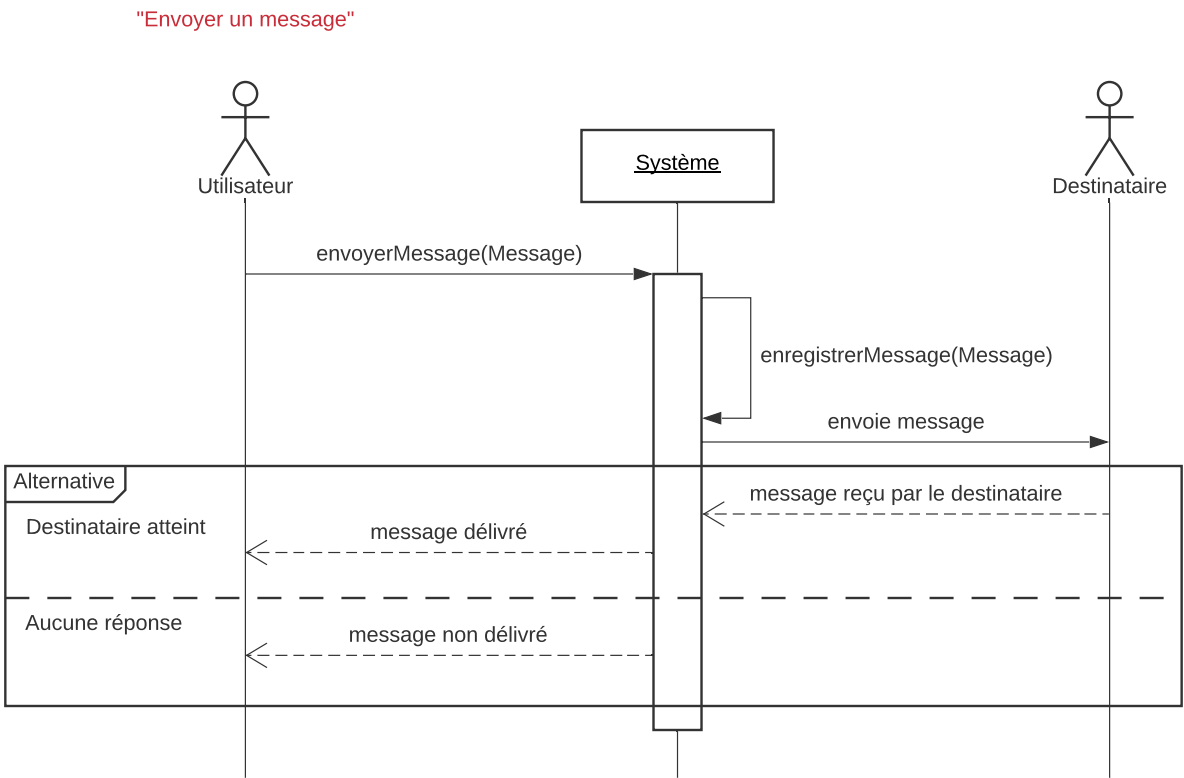 "Envoyer un message"
Système
Utilisateur
Destinataire
envoyerMessage(Message)
enregistrerMessage(Message)
envoie message
Alternative
message reçu par le destinataire
Destinataire atteint
message délivré
Aucune réponse
message non délivré